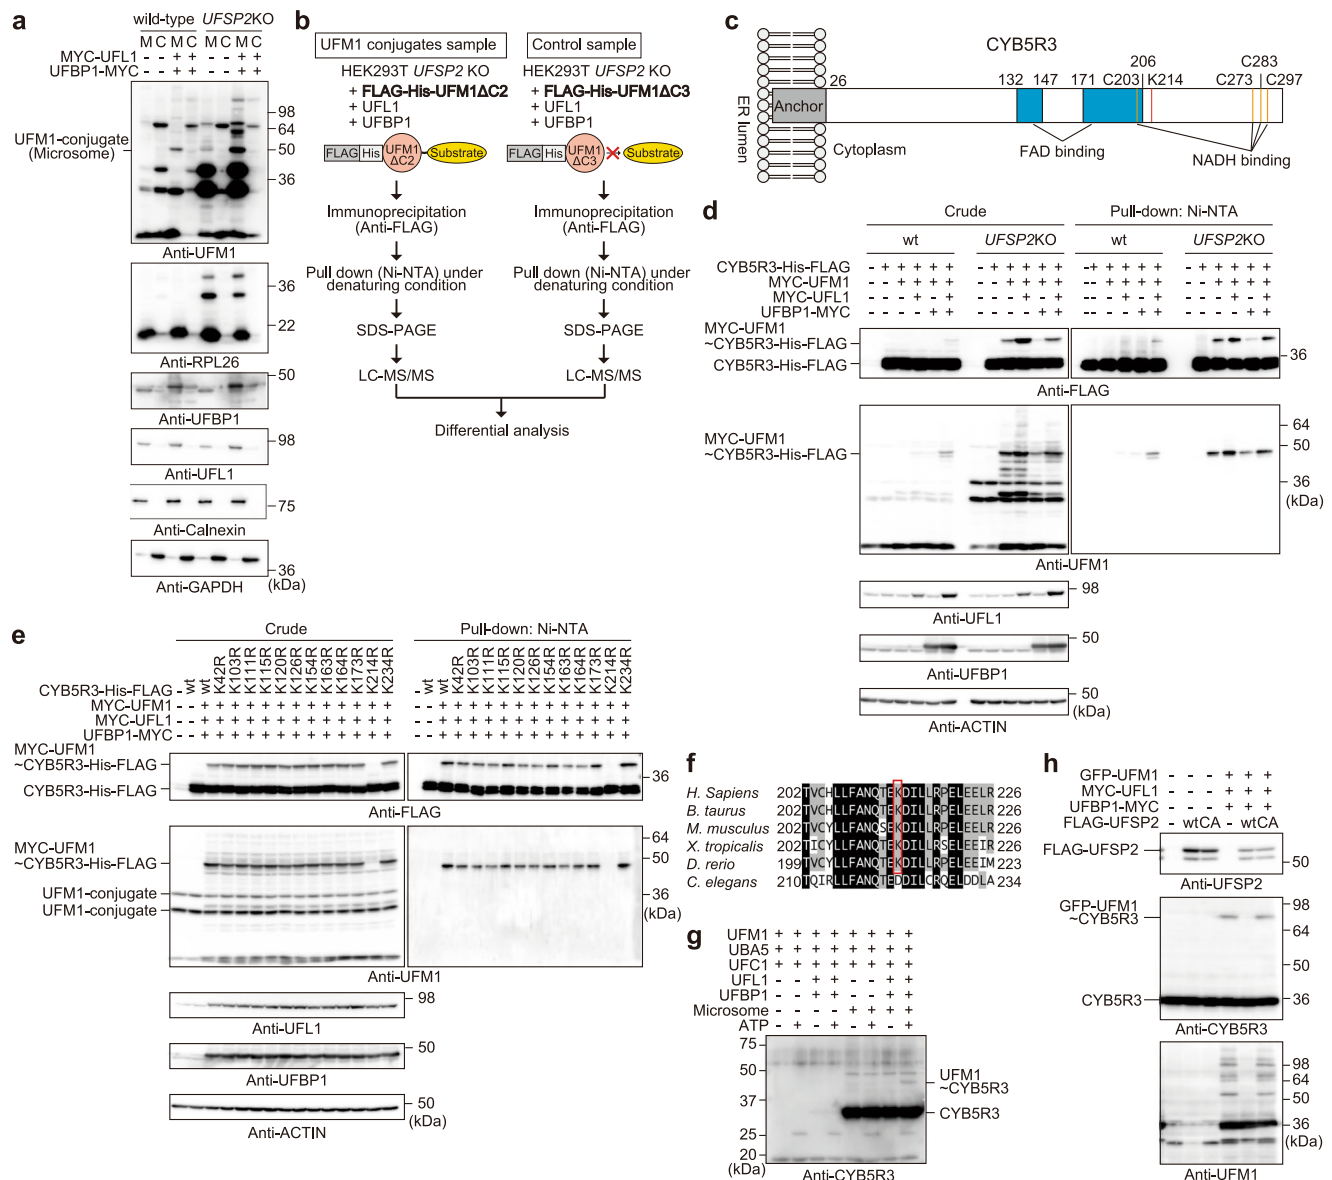 a
wild-type UFSP2KO
M C M C M C M C
MYC-UFL1 - - + + - - + +
UFBP1-MYC - - + + - - + +
UFM1-conjugate
(Microsome)
98
64
50
36
Anti-UFM1
36
22
Anti-RPL26
50
Anti-UFBP1
98
Anti-UFL1
75
Anti-Calnexin
36
(kDa)
Anti-GAPDH
b
UFM1 conjugates sample
HEK293T UFSP2 KO
+ FLAG-His-UFM1ΔC2
+ UFL1
+ UFBP1
FLAG His UFM1 ΔC2 Substrate
Immunoprecipitation
(Anti-FLAG)
Pull down (Ni-NTA) under
denaturing condition
SDS-PAGE
LC-MS/MS
Control sample
HEK293T UFSP2 KO
+ FLAG-His-UFM1ΔC3
+ UFL1
+ UFBP1
FLAG His UFM1 ΔC3 Substrate
Immunoprecipitation
(Anti-FLAG)
Pull down (Ni-NTA) under
denaturing condition
SDS-PAGE
LC-MS/MS
Differential analysis
c
CYB5R3
ER lumen
Anchor
26
132 147 171 C203 206 K214 C273 C283 C297
Cytoplasm
FAD binding
NADH binding
d
Crude Pull-down: Ni-NTA
wt UFSP2KO wt UFSP2KO
CYB5R3-His-FLAG - + + + + + - + + + + + - + + + + + - + + + + +
MYC-UFM1
MYC-UFL1
UFBP1-MYC
MYC-UFM1
~CYB5R3-His-FLAG
CYB5R3-His-FLAG
36
Anti-FLAG
MYC-UFM1
~CYB5R3-His-FLAG
64
50
36
(kDa)
Anti-UFM1
98
Anti-UFL1
50
Anti-UFBP1
50
(kDa)
Anti-ACTIN
e
Crude Pull-down: Ni-NTA
CYB5R3-His-FLAG - wt wt K42R K103R K111R K115R K120R K126R K154R K163R K164R K173R K214R K234R - wt wt K42R K103R K111R K115R K120R K126R K154R K163R K164R K173R K214R K234R
MYC-UFM1
MYC-UFL1
UFBP1-MYC
MYC-UFM1
~CYB5R3-His-FLAG
CYB5R3-His-FLAG
36
Anti-FLAG
MYC-UFM1
~CYB5R3-His-FLAG
UFM1-conjugate
UFM1-conjugate
64
50
36
(kDa)
Anti-UFM1
98
Anti-UFL1
50
Anti-UFBP1
50
(kDa)
Anti-ACTIN
f
H. Sapiens 202 TVCHLLFANQTEKDILLRPELEELR 226
B. taurus 202 TVCYLLFANQTEKDILLRPELEELR 226
M. musculus 202 TVCYLLFANQSEKDILLRPELEELR 226
X. tropicalis 202 TICYLLFANQTEKDILLRSELEEIR 226
D. rerio 199 TVCYLLFANQTEKDILLRPELEEIM 223
C. elegans 210 TQIRLLFANQTEDDILCRQELDDLA 234
g
UFM1 + + + + + + + +
UBA5 + + + + + + + +
UFC1 + + + + + + + +
UFL1 - - + + - - + +
UFBP1 - - + + - - + +
Microsome - - - - + + + +
ATP - + - + - + - +
75
50
37
25
20
(kDa)
UFM1
~CYB5R3
CYB5R3
Anti-CYB5R3
h
GFP-UFM1 - - - + + +
MYC-UFL1 - - - + + +
UFBP1-MYC - - - + + +
FLAG-UFSP2 - wt CA - wt CA
FLAG-UFSP2
50
Anti-UFSP2
GFP-UFM1
~CYB5R3
CYB5R3
98
64
50
36
Anti-CYB5R3
98
64
50
36
(kDa)
Anti-UFM1